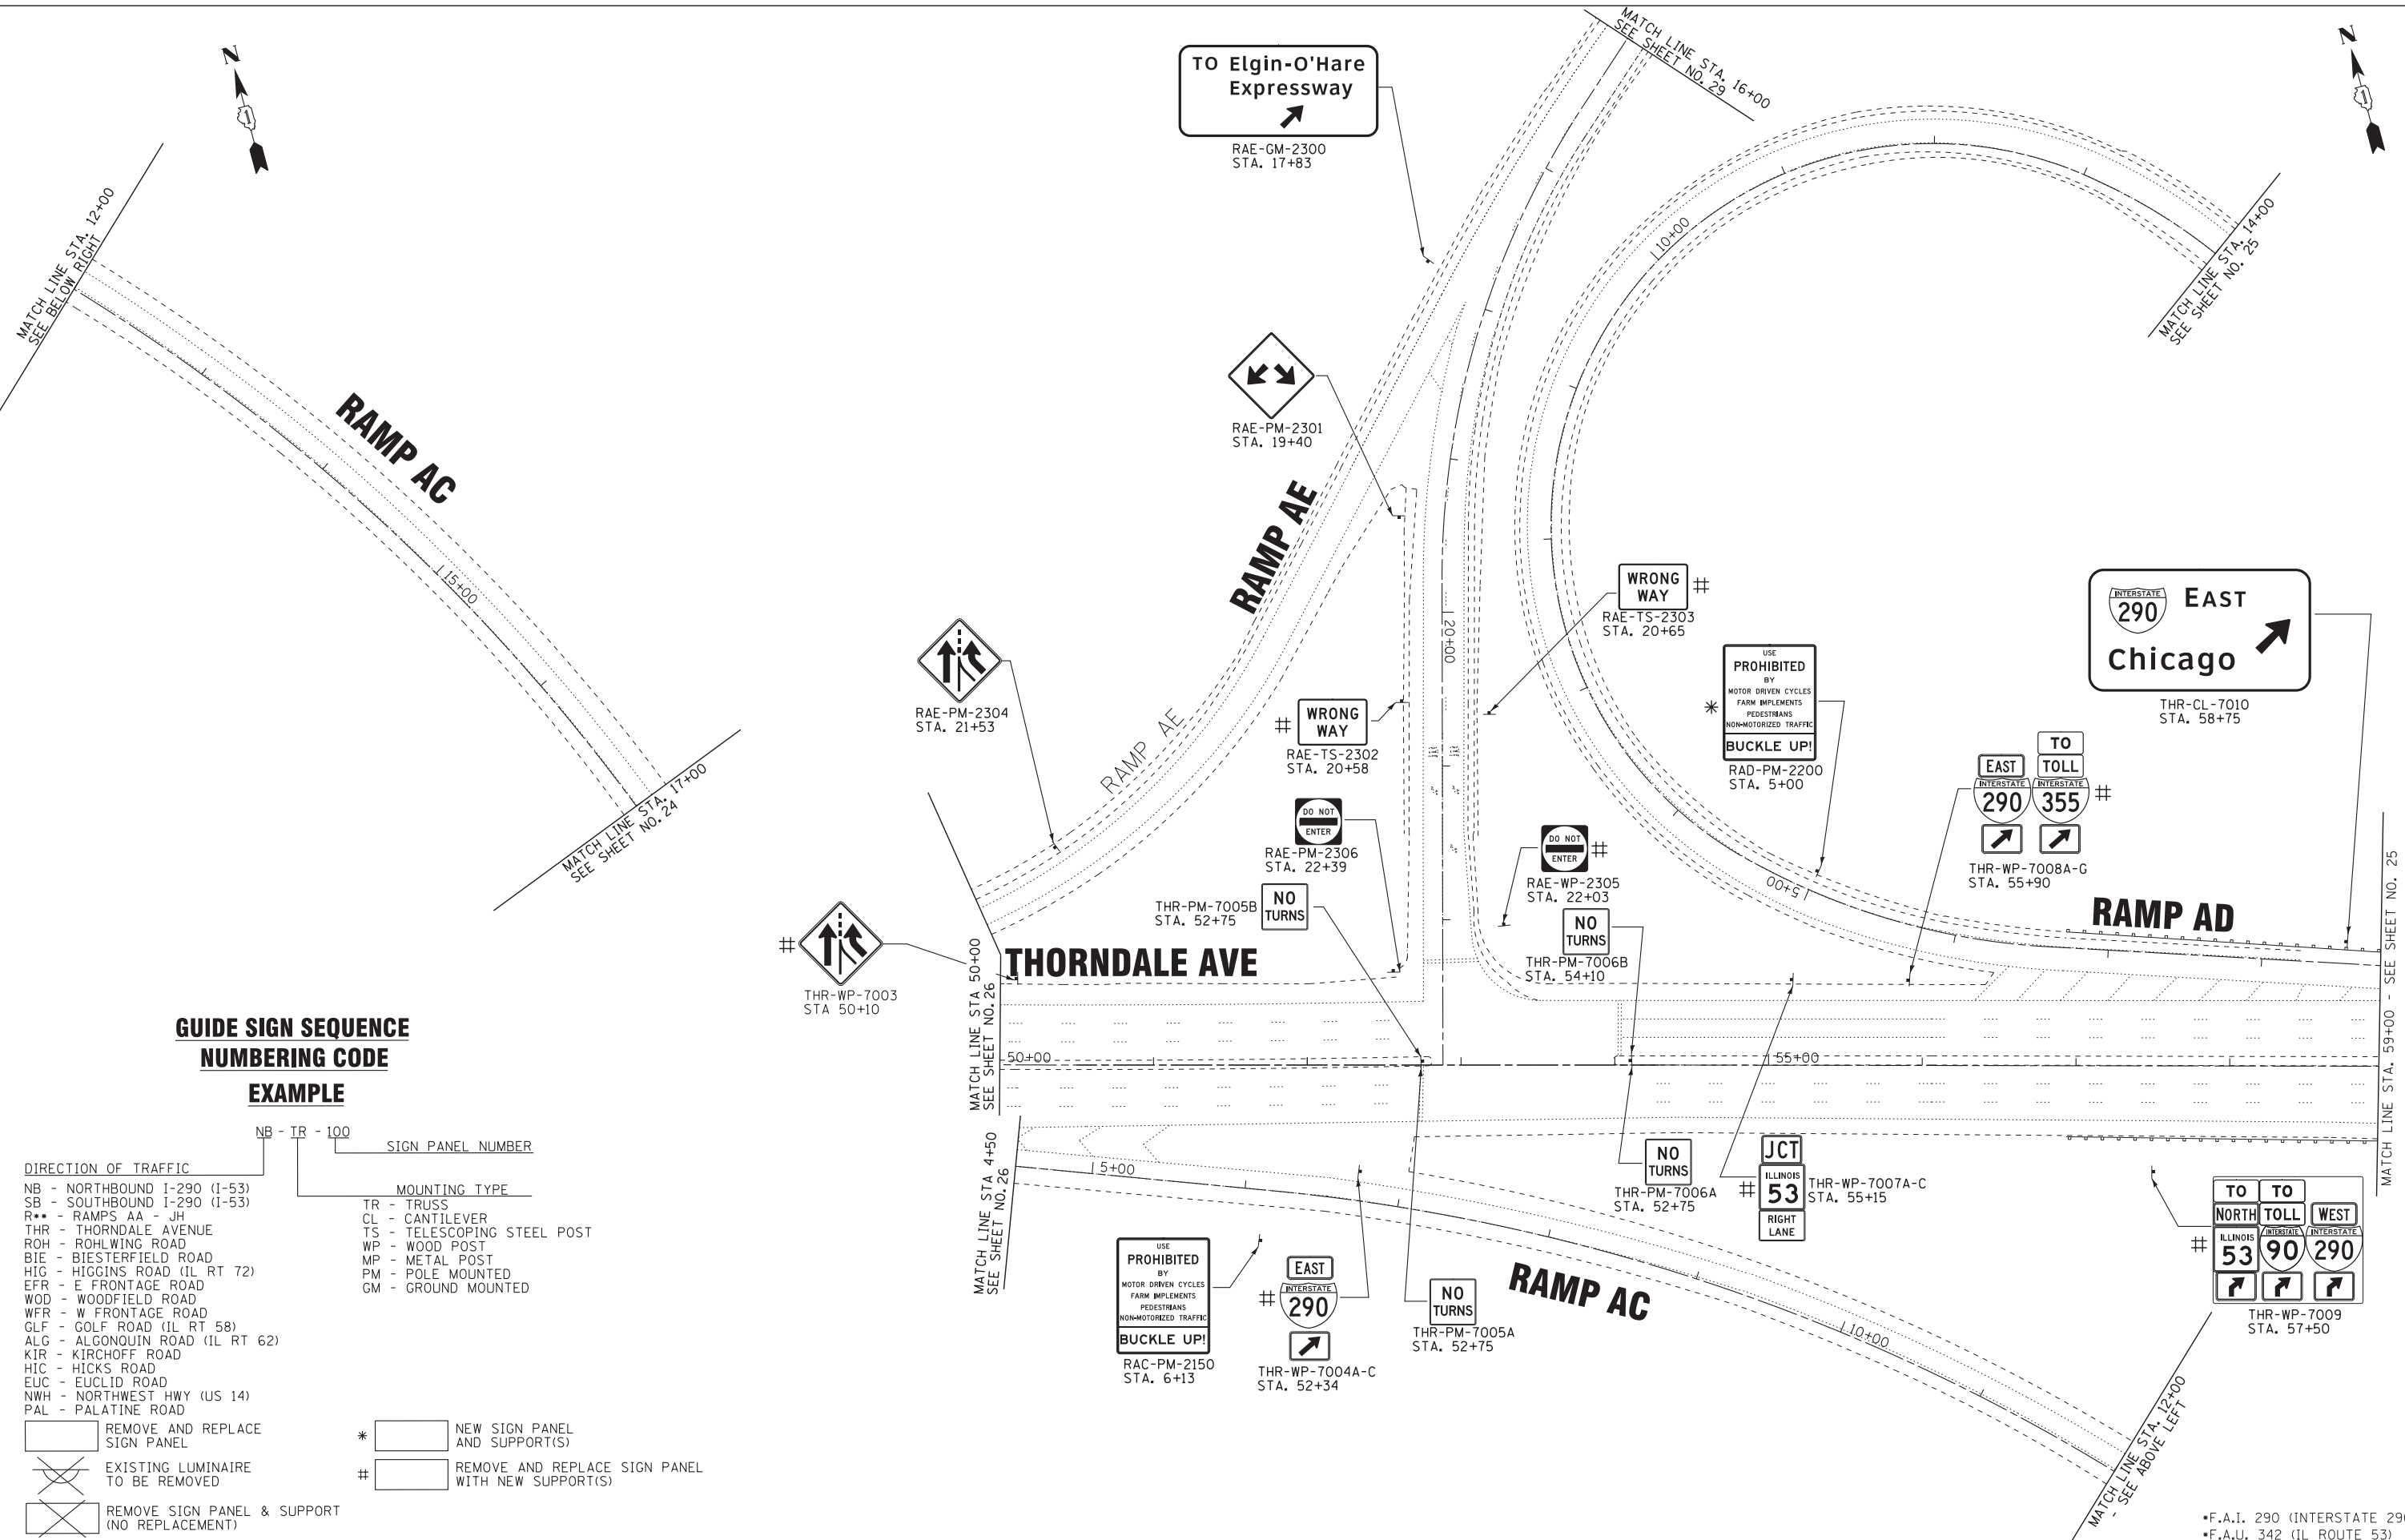 N
1
MATCH LINE STA. 12+00
SEE BELOW RIGHT
RAMP AC
15+00
MATCH LINE STA. 17+00
SEE SHEET NO. 24
TO Elgin-O'Hare
Expressway
RAE-GM-2300
STA. 17+83
MATCH LINE STA. 16+00
SEE SHEET NO. 29
N
1
10+00
MATCH LINE STA. 14+00
SEE SHEET NO. 25
RAE-PM-2301
STA. 19+40
RAMP AE
RAMP AE
20+00
WRONG
WAY
#
RAE-TS-2303
STA. 20+65
RAE-PM-2304
STA. 21+53
#
WRONG
WAY
RAE-TS-2302
STA. 20+58
*
USE
PROHIBITED
BY
MOTOR DRIVEN CYCLES
FARM IMPLEMENTS
PEDESTRIANS
NON-MOTORIZED TRAFFIC
BUCKLE UP!
RAD-PM-2200
STA. 5+00
INTERSTATE
290
EAST
Chicago
THR-CL-7010
STA. 58+75
TO
EAST TOLL
INTERSTATE INTERSTATE
290 355 #
THR-WP-7008A-G
STA. 55+90
DO NOT
ENTER
RAE-PM-2306
STA. 22+39
DO NOT
ENTER
#
RAE-WP-2305
STA. 22+03
THR-PM-7005B
STA. 52+75
NO
TURNS
NO
TURNS
THR-PM-7006B
STA. 54+10
5+00
RAMP AD
#
THR-WP-7003
STA 50+10
THORNDALE AVE
MATCH LINE STA 50+00
SEE SHEET NO. 26
50+00
55+00
MATCH LINE STA. 59+00 - SEE SHEET NO. 25
MATCH LINE STA 4+50
SEE SHEET NO. 26
5+00
USE
PROHIBITED
BY
MOTOR DRIVEN CYCLES
FARM IMPLEMENTS
PEDESTRIANS
NON-MOTORIZED TRAFFIC
BUCKLE UP!
RAC-PM-2150
STA. 6+13
EAST
#
INTERSTATE
290
THR-WP-7004A-C
STA. 52+34
NO
TURNS
THR-PM-7005A
STA. 52+75
RAMP AC
10+00
NO
TURNS
THR-PM-7006A
STA. 52+75
JCT
#
ILLINOIS
53
RIGHT
LANE
THR-WP-7007A-C
STA. 55+15
TO TO
NORTH TOLL WEST
#
ILLINOIS INTERSTATE INTERSTATE
53 90 290
THR-WP-7009
STA. 57+50
MATCH LINE STA. 12+00
- SEE ABOVE LEFT
GUIDE SIGN SEQUENCE
NUMBERING CODE
EXAMPLE
NB - TR - 100
SIGN PANEL NUMBER
DIRECTION OF TRAFFIC
NB - NORTHBOUND I-290 (I-53)
SB - SOUTHBOUND I-290 (I-53)
R** - RAMPS AA - JH
THR - THORNDALE AVENUE
ROH - ROHLWING ROAD
BIE - BIESTERFIELD ROAD
HIG - HIGGINS ROAD (IL RT 72)
EFR - E FRONTAGE ROAD
WOD - WOODFIELD ROAD
WFR - W FRONTAGE ROAD
GLF - GOLF ROAD (IL RT 58)
ALG - ALGONQUIN ROAD (IL RT 62)
KIR - KIRCHOFF ROAD
HIC - HICKS ROAD
EUC - EUCLID ROAD
NWH - NORTHWEST HWY (US 14)
PAL - PALATINE ROAD
MOUNTING TYPE
TR - TRUSS
CL - CANTILEVER
TS - TELESCOPING STEEL POST
WP - WOOD POST
MP - METAL POST
PM - POLE MOUNTED
GM - GROUND MOUNTED
REMOVE AND REPLACE
SIGN PANEL
EXISTING LUMINAIRE
TO BE REMOVED
REMOVE SIGN PANEL & SUPPORT
(NO REPLACEMENT)
*
NEW SIGN PANEL
AND SUPPORT(S)
#
REMOVE AND REPLACE SIGN PANEL
WITH NEW SUPPORT(S)
*F.A.I. 290 (INTERSTATE 29
*F.A.U. 342 (IL ROUTE 53)